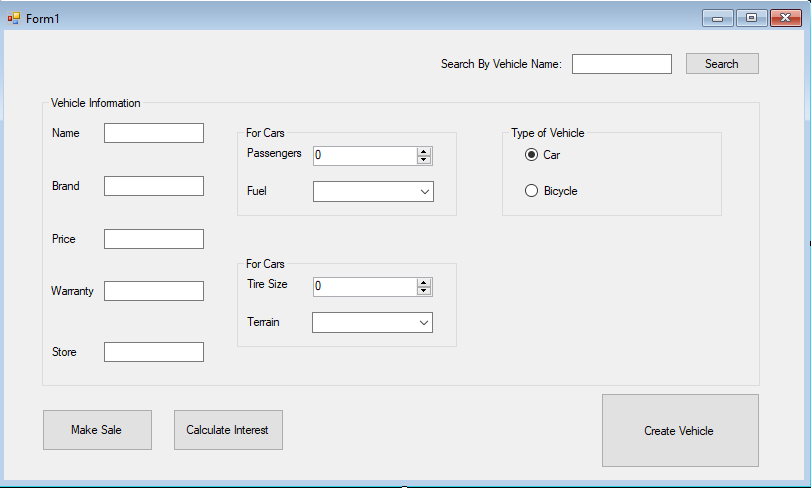 Form1
Search By Vehicle Name:
Search
Vehicle Information
Name
Brand
Price
Warranty
Store
For Cars
Passengers
0
Fuel
For Cars
Tire Size
0
Terrain
Type of Vehicle
Car
Bicycle
Make Sale
Calculate Interest
Create Vehicle